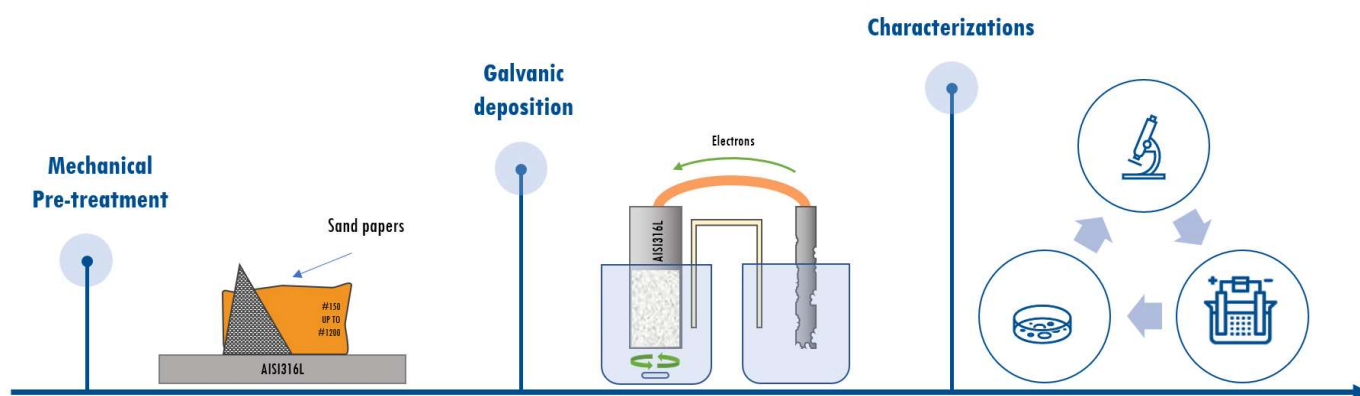 Mechanical
Pre-treatment
Sand papers
#150
UP TO
#1200
AISI316L
Galvanic
deposition
Electrons
AISI316L
Characterizations
+ −